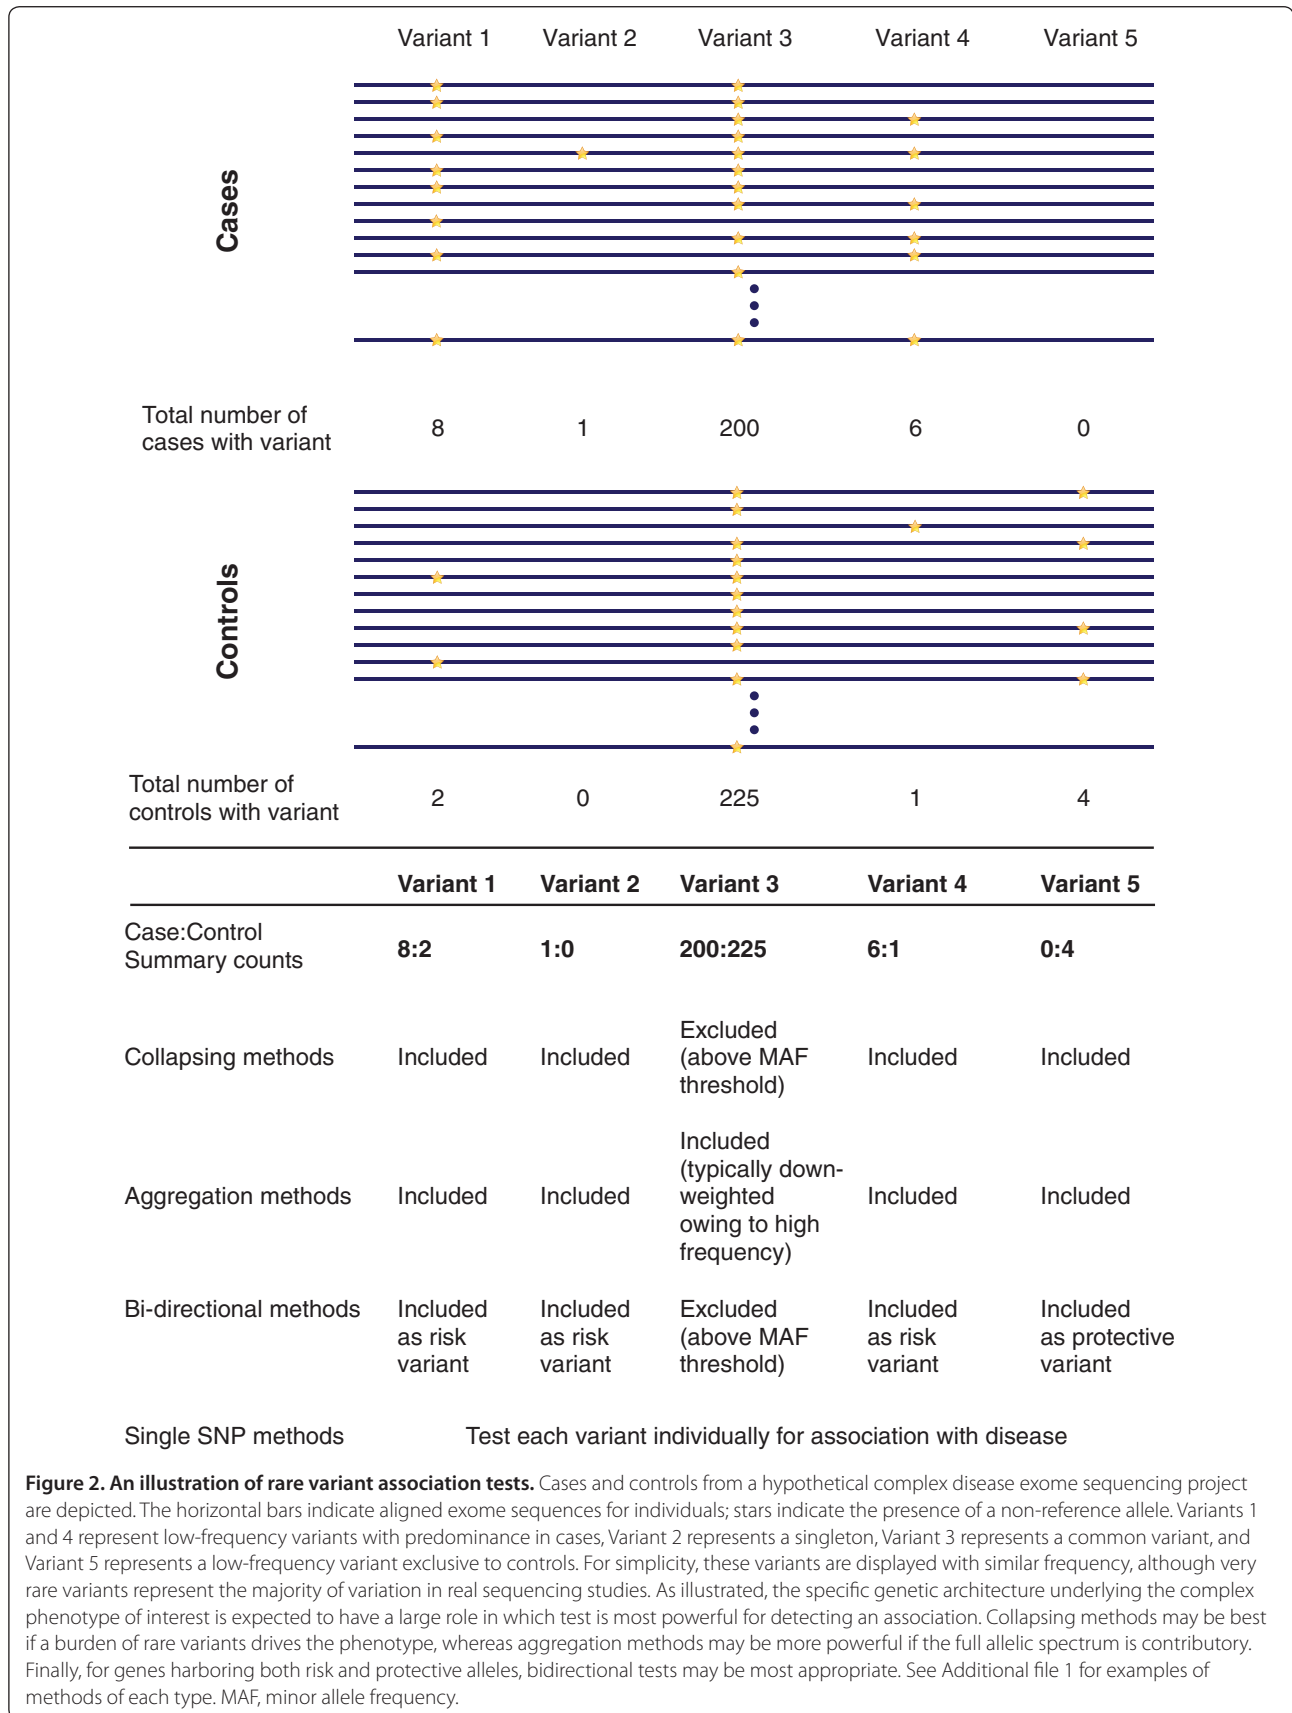 Variant 1 Variant 2 Variant 3 Variant 4 Variant 5
Cases
Total number of
cases with variant
8 1 200 6 0
Controls
Total number of
controls with variant
2 0 225 1 4
Variant 1 Variant 2 Variant 3 Variant 4 Variant 5
Case:Control
Summary counts
8:2 1:0 200:225 6:1 0:4
Collapsing methods
Included
Included
Excluded
(above MAF
threshold)
Included
Included
Aggregation methods
Included
Included
Included
(typically down-
weighted
owing to high
frequency)
Included
Included
Bi-directional methods
Included
as risk
variant
Included
as risk
variant
Excluded
(above MAF
threshold)
Included
as risk
variant
Included
as protective
variant
Single SNP methods
Test each variant individually for association with disease
Figure 2. An illustration of rare variant association tests. Cases and controls from a hypothetical complex disease exome sequencing project
are depicted. The horizontal bars indicate aligned exome sequences for individuals; stars indicate the presence of a non-reference allele. Variants 1
and 4 represent low-frequency variants with predominance in cases, Variant 2 represents a singleton, Variant 3 represents a common variant, and
Variant 5 represents a low-frequency variant exclusive to controls. For simplicity, these variants are displayed with similar frequency, although very
rare variants represent the majority of variation in real sequencing studies. As illustrated, the specific genetic architecture underlying the complex
phenotype of interest is expected to have a large role in which test is most powerful for detecting an association. Collapsing methods may be best
if a burden of rare variants drives the phenotype, whereas aggregation methods may be more powerful if the full allelic spectrum is contributory.
Finally, for genes harboring both risk and protective alleles, bidirectional tests may be most appropriate. See Additional file 1 for examples of
methods of each type. MAF, minor allele frequency.